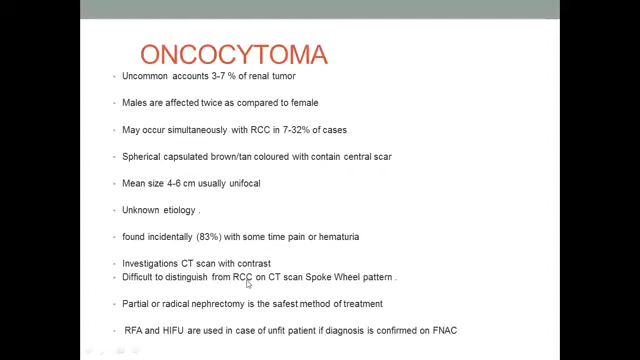 ONCOCYTOMA
• Uncommon accounts 3-7 % of renal tumor
• Males are affected twice as compared to female
• May occur simultaneously with RCC in 7-32% of cases
• Spherical capsulated brown/tan coloured with contain central scar
• Mean size 4-6 cm usually unifocal
• Unknown etiology .
• found incidentally (83%) with some time pain or hematuria
• Investigations CT scan with contrast
• Difficult to distinguish from RCC on CT scan Spoke Wheel pattern .
• Partial or radical nephrectomy is the safest method of treatment
• RFA and HIFU are used in case of unfit patient if diagnosis is confirmed on FNAC